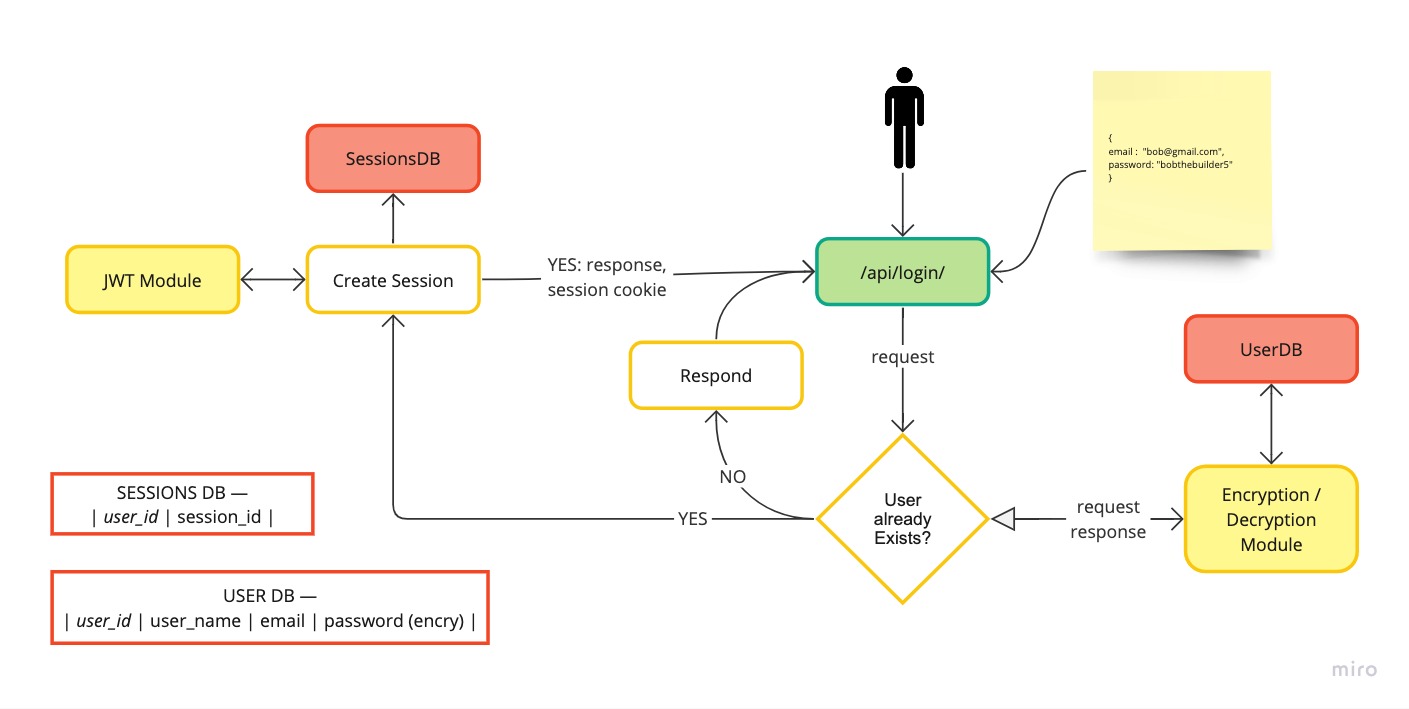 {
email : "bob@gmail.com",
password: "bobthebuilder5"
}
SessionsDB
JWT Module
Create Session
YES: response,
session cookie
/api/login/
request
Respond
UserDB
NO
YES
User
already
Exists?
request
response
Encryption /
Decryption
Module
SESSIONS DB —
| user_id | session_id |
USER DB —
| user_id | user_name | email | password (encry) |
miro